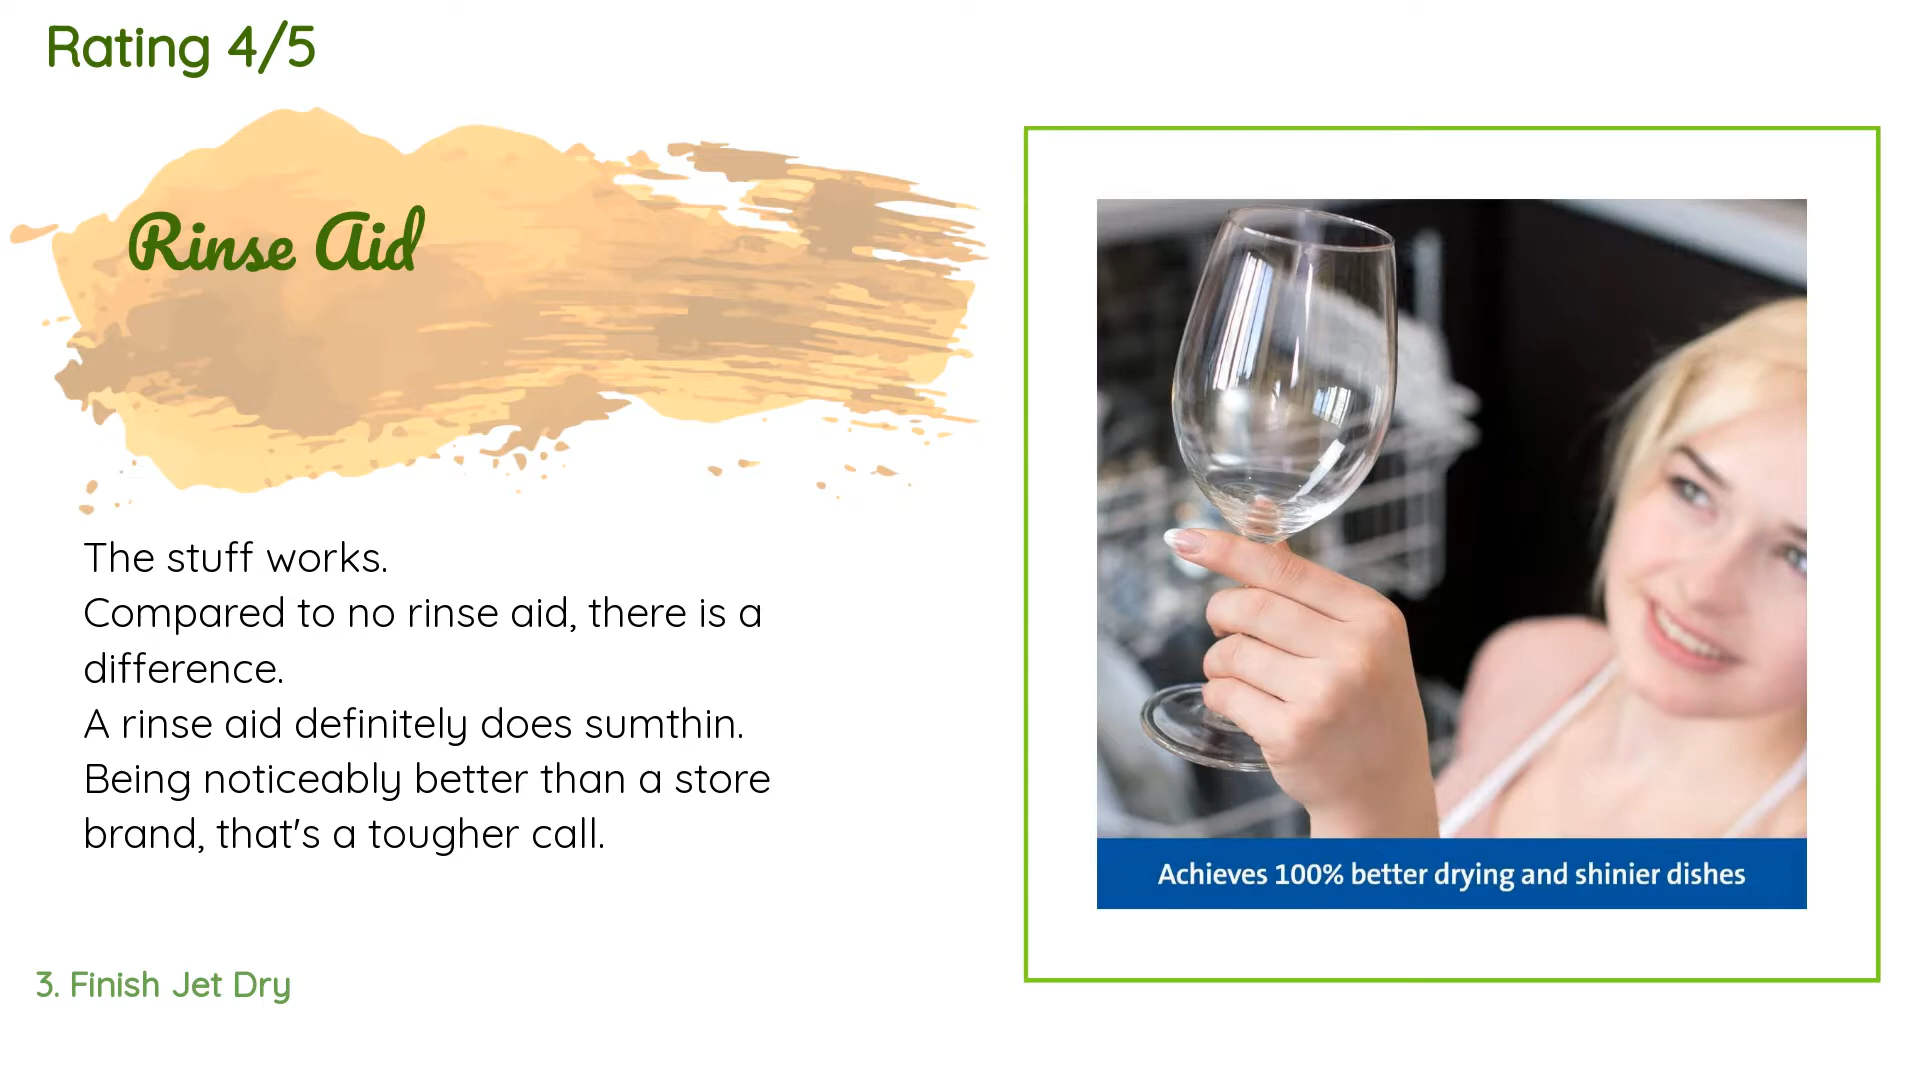 Rating 4/5
Rinse Aid
The stuff works.
Compared to no rinse aid, there is a
difference.
A rinse aid definitely does sumthin.
Being noticeably better than a store
brand, that's a tougher call.
Achieves 100% better drying and shinier dishes
3. Finish Jet Dry